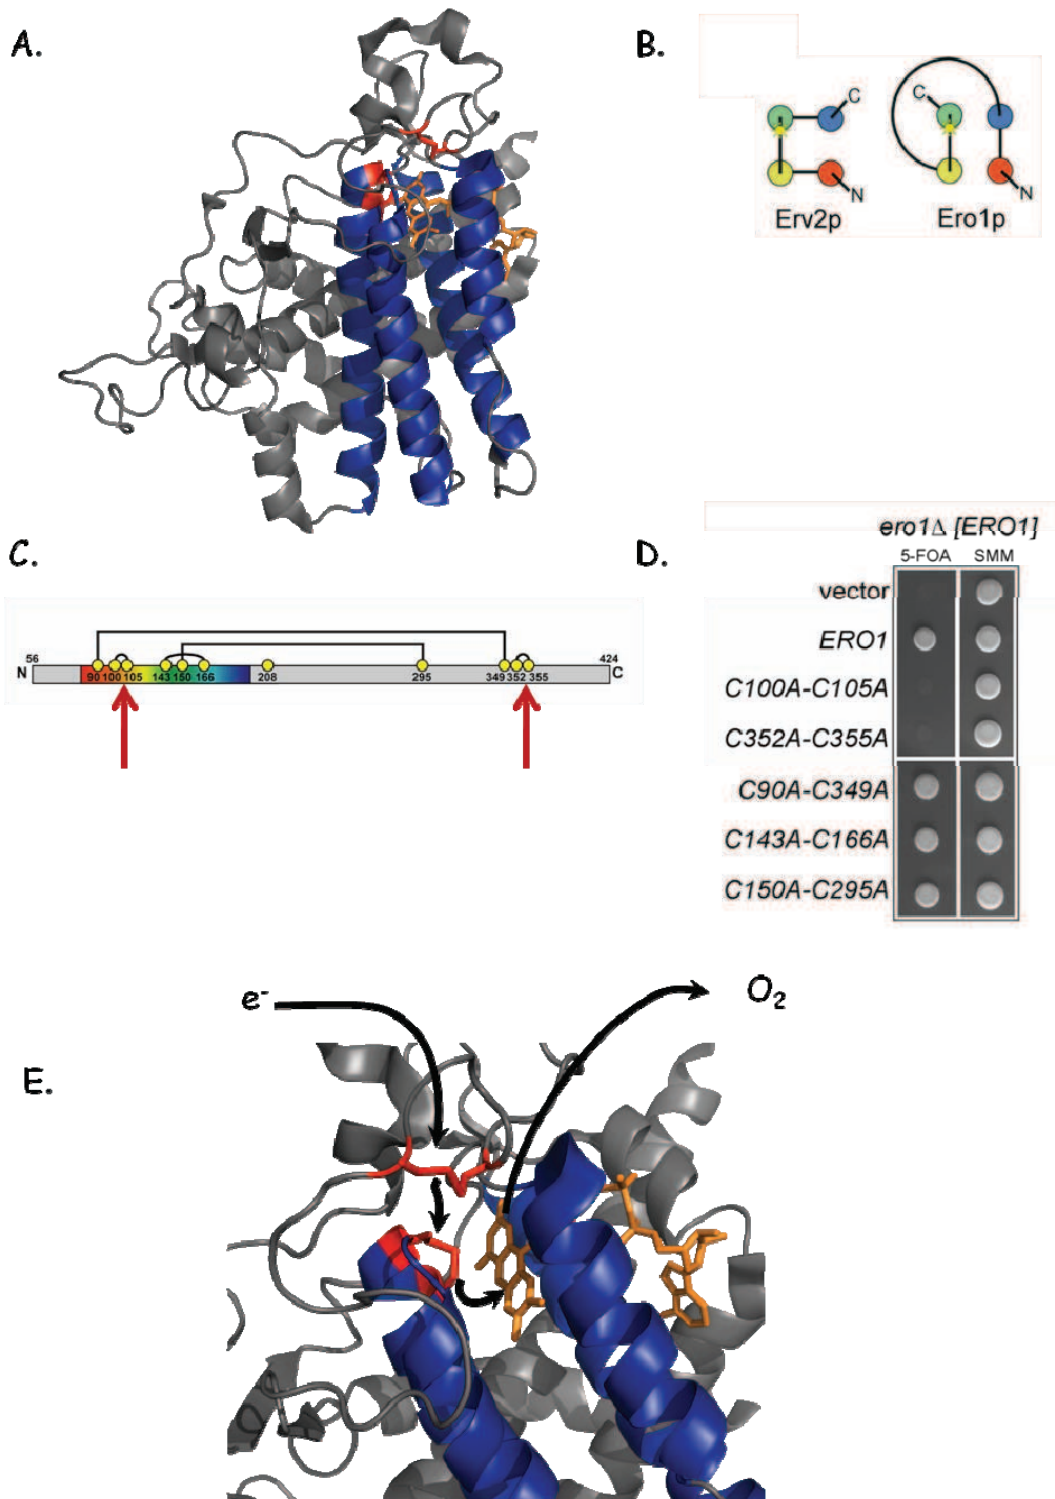 A.
B.
C
C
N
N
Erv2p
Ero1p
C.
56
424
N
90 100 105 143 150 166 208 295 349 352 355
C
D.
ero1Δ [ERO1]
5-FOA SMM
vector
ERO1
C100A-C105A
C352A-C355A
C90A-C349A
C143A-C166A
C150A-C295A
e-
O2
E.